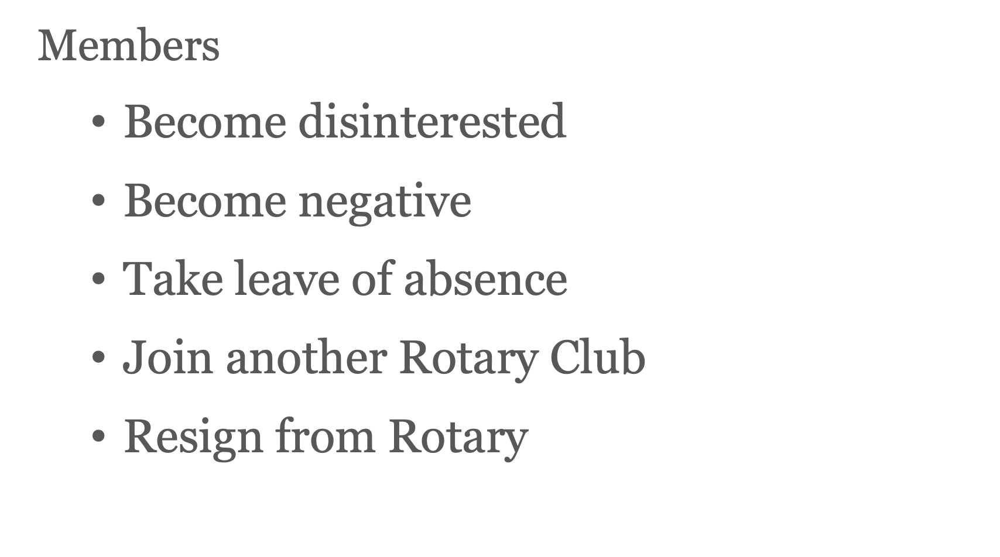 Members
• Become disinterested
• Become negative
• Take leave of absence
• Join another Rotary Club
• Resign from Rotary